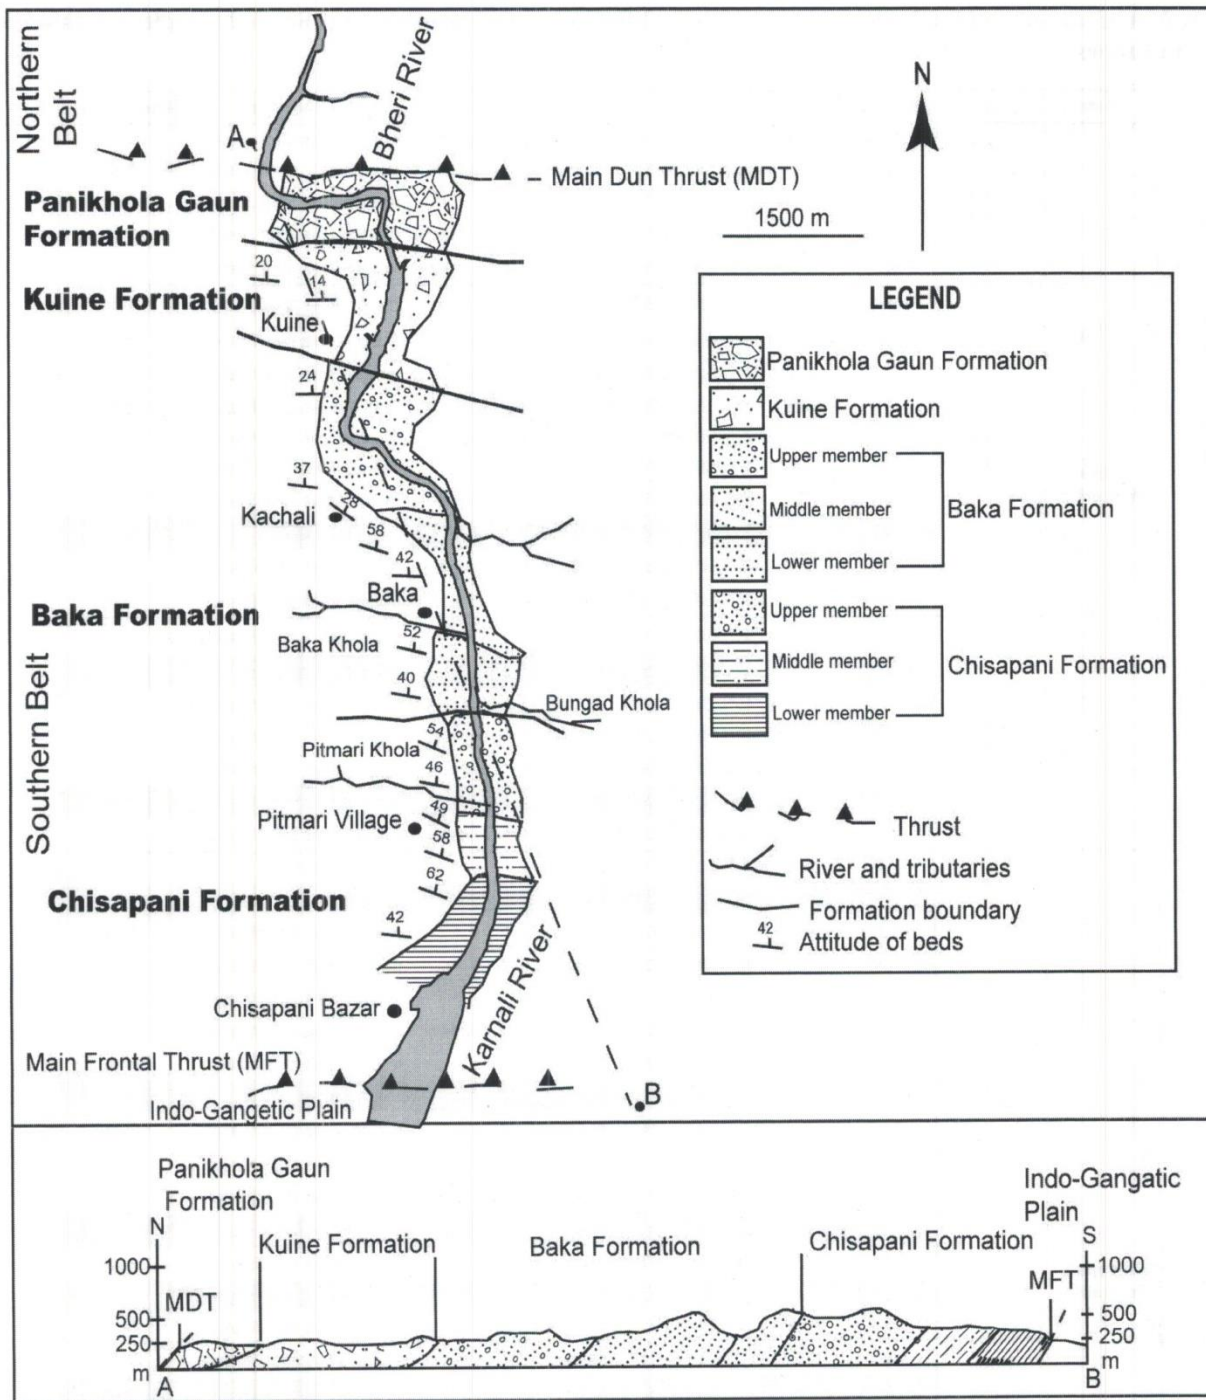 Northern
Belt
A
Bheri River
N
Main Dun Thrust (MDT)
Panikhola Gaun
Formation
1500 m
20
14
Kuine Formation
Kuine
24
37
28
Kachali
58
42
Baka
Baka Formation
52
Baka Khola
40
Bungad Khola
54
Pitmari Khola
46
Southern Belt
49
Pitmari Village
58
62
Chisapani Formation
42
Chisapani Bazar
Karnali River
Main Frontal Thrust (MFT)
Indo-Gangetic Plain
B
LEGEND
Panikhola Gaun Formation
Kuine Formation
Upper member
Middle member
Baka Formation
Lower member
Upper member
Middle member
Chisapani Formation
Lower member
Thrust
River and tributaries
Formation boundary
42
Attitude of beds
Panikhola Gaun
Formation
Indo-Gangatic
Plain
N
S
Kuine Formation
Baka Formation
Chisapani Formation
1000
1000
MDT
MFT
500
500
250
250
m
m
A
B